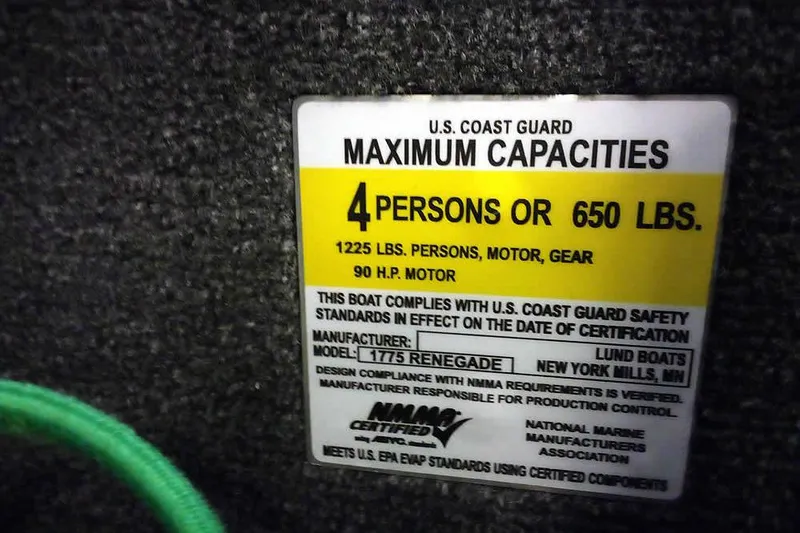 U.S. COAST GUARD
MAXIMUM CAPACITIES
4 PERSONS OR 650 LBS.
1225 LBS. PERSONS, MOTOR, GEAR
90 H.P. MOTOR
THIS BOAT COMPLIES WITH U.S. COAST GUARD SAFETY
STANDARDS IN EFFECT ON THE DATE OF CERTIFICATION
MANUFACTURER: LUND BOATS
MODEL: 1775 RENEGADE NEW YORK MILLS, MN
DESIGN COMPLIANCE WITH NMMA REQUIREMENTS IS VERIFIED.
MANUFACTURER RESPONSIBLE FOR PRODUCTION CONTROL.
NMMA
CERTIFIED
using ABYC standards
NATIONAL MARINE
MANUFACTURERS
ASSOCIATION
MEETS U.S. EPA EVAP STANDARDS USING CERTIFIED COMPONENTS